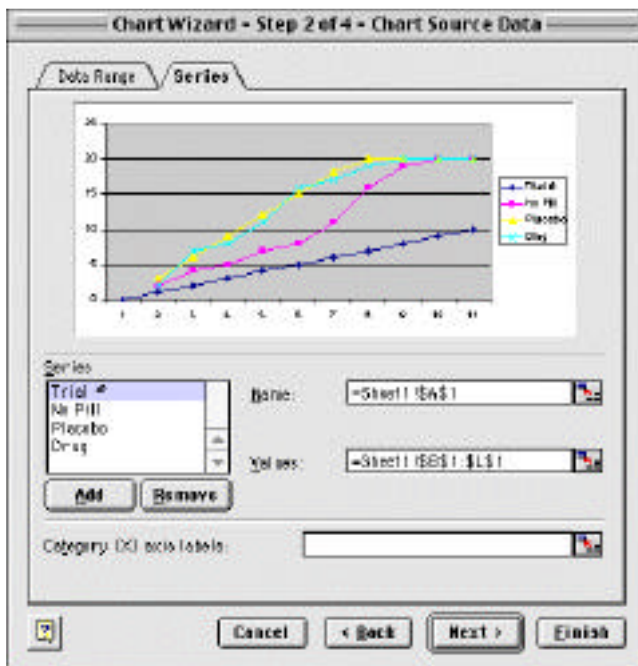 Chart Wizard - Step 2 of 4 - Chart Source Data
Data Range
Series
25
20
15
10
5
0
1 2 3 4 5 6 7 8 9 10 11
Trial #
No Pill
Placebo
Drug
Series
Trial #
No Pill
Placebo
Drug
Name:
=Sheet1!$A$1
Values:
=Sheet1!$B$1:$L$1
Add
Remove
Category (X) axis labels:
Cancel
< Back
Next >
Finish